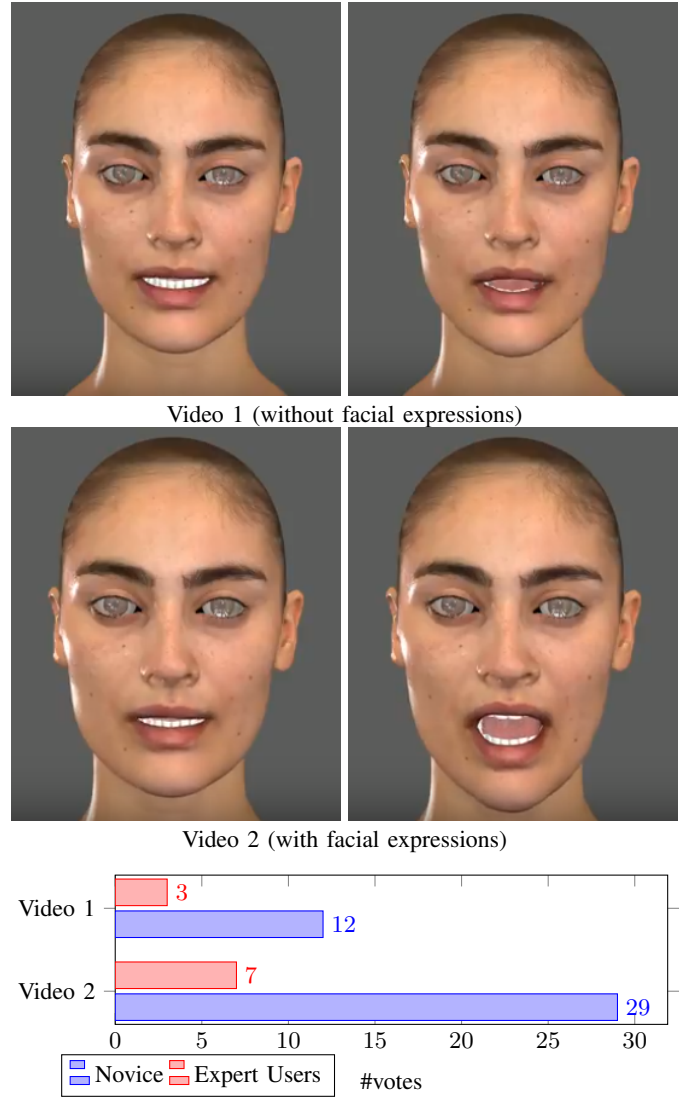 Video 1 (without facial expressions)
Video 2 (with facial expressions)
Video 1
3
12
Video 2
7
29
0 5 10 15 20 25 30
Novice Expert Users
#votes